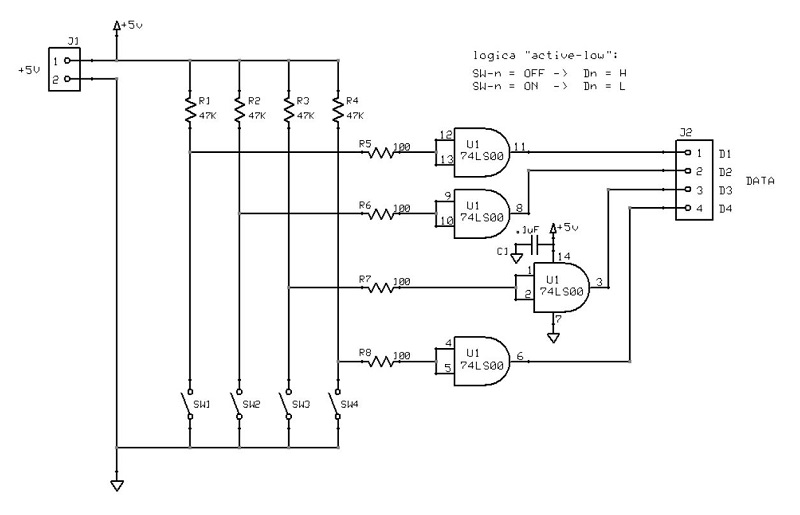 +5v
J1
+5V
1
2
logica "active-low":
SW-n = OFF -> Dn = H
SW-n = ON -> Dn = L
R1
47K
R2
47K
R3
47K
R4
47K
R5
100
12
13
U1
74LS00
11
J2
1
2
3
4
D1
D2
D3
D4
DATA
R6
100
9
10
U1
74LS00
8
.1uF
+5v
C1
14
R7
100
1
2
U1
74LS00
3
7
R8
100
4
5
U1
74LS00
6
SW1
SW2
SW3
SW4